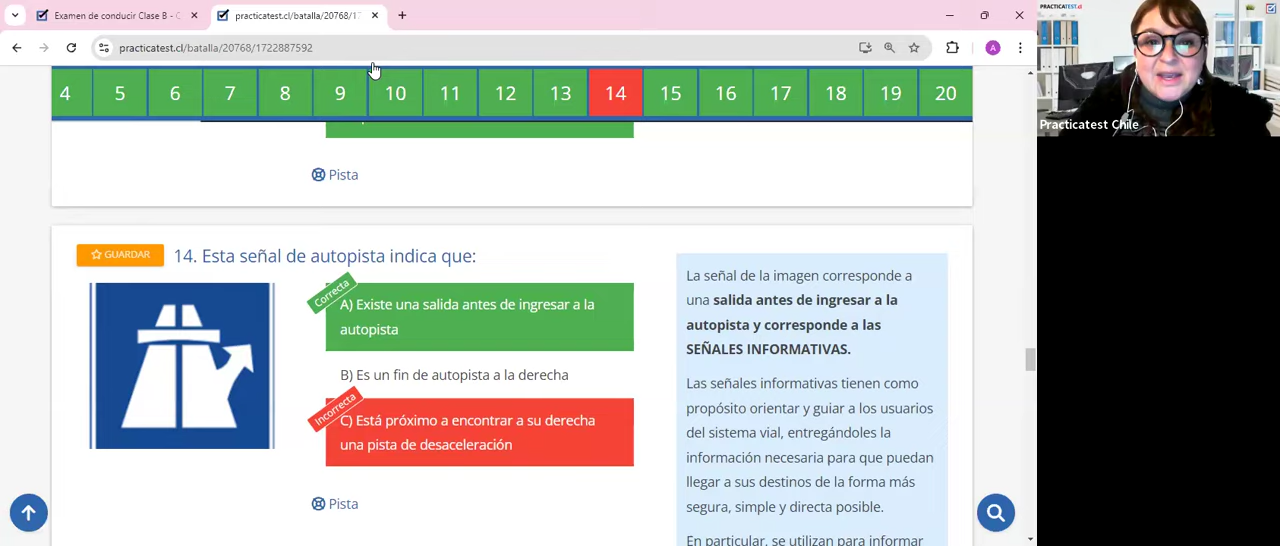 Examen de conducir Clase B - C
practicatest.cl/batalla/20768/17
practicatest.cl/batalla/20768/1722887592
A
PRACTICATEST.cl
Practicatest Chile
4 5 6 7 8 9 10 11 12 13 14 15 16 17 18 19 20
Pista
GUARDAR
14. Esta señal de autopista indica que:
Correcta
A) Existe una salida antes de ingresar a la
autopista
B) Es un fin de autopista a la derecha
Incorrecta
C) Está próximo a encontrar a su derecha
una pista de desaceleración
Pista
La señal de la imagen corresponde a
una salida antes de ingresar a la
autopista y corresponde a las
SEÑALES INFORMATIVAS.
Las señales informativas tienen como
propósito orientar y guiar a los usuarios
del sistema vial, entregándoles la
información necesaria para que puedan
llegar a sus destinos de la forma más
segura, simple y directa posible.
En particular, se utilizan para informar